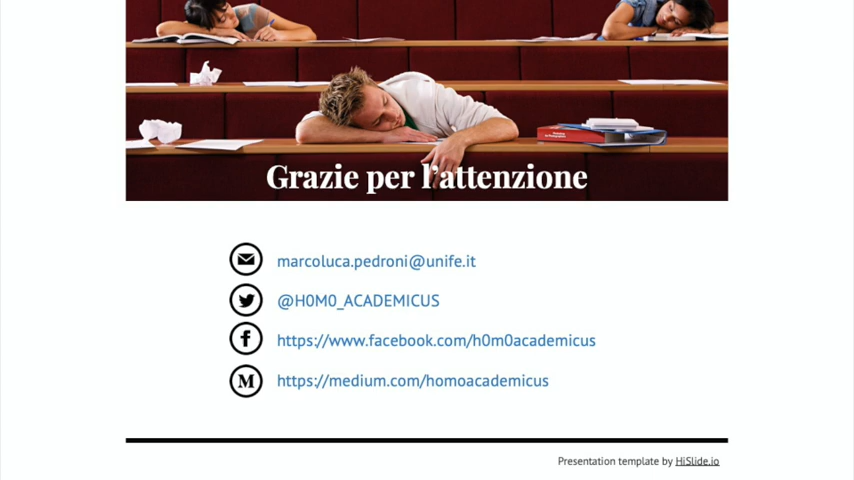 Grazie per l'attenzione
marcoluca.pedroni@unife.it
@H0M0_ACADEMICUS
https://www.facebook.com/h0m0academicus
https://medium.com/homoacademicus
Presentation template by HiSlide.io